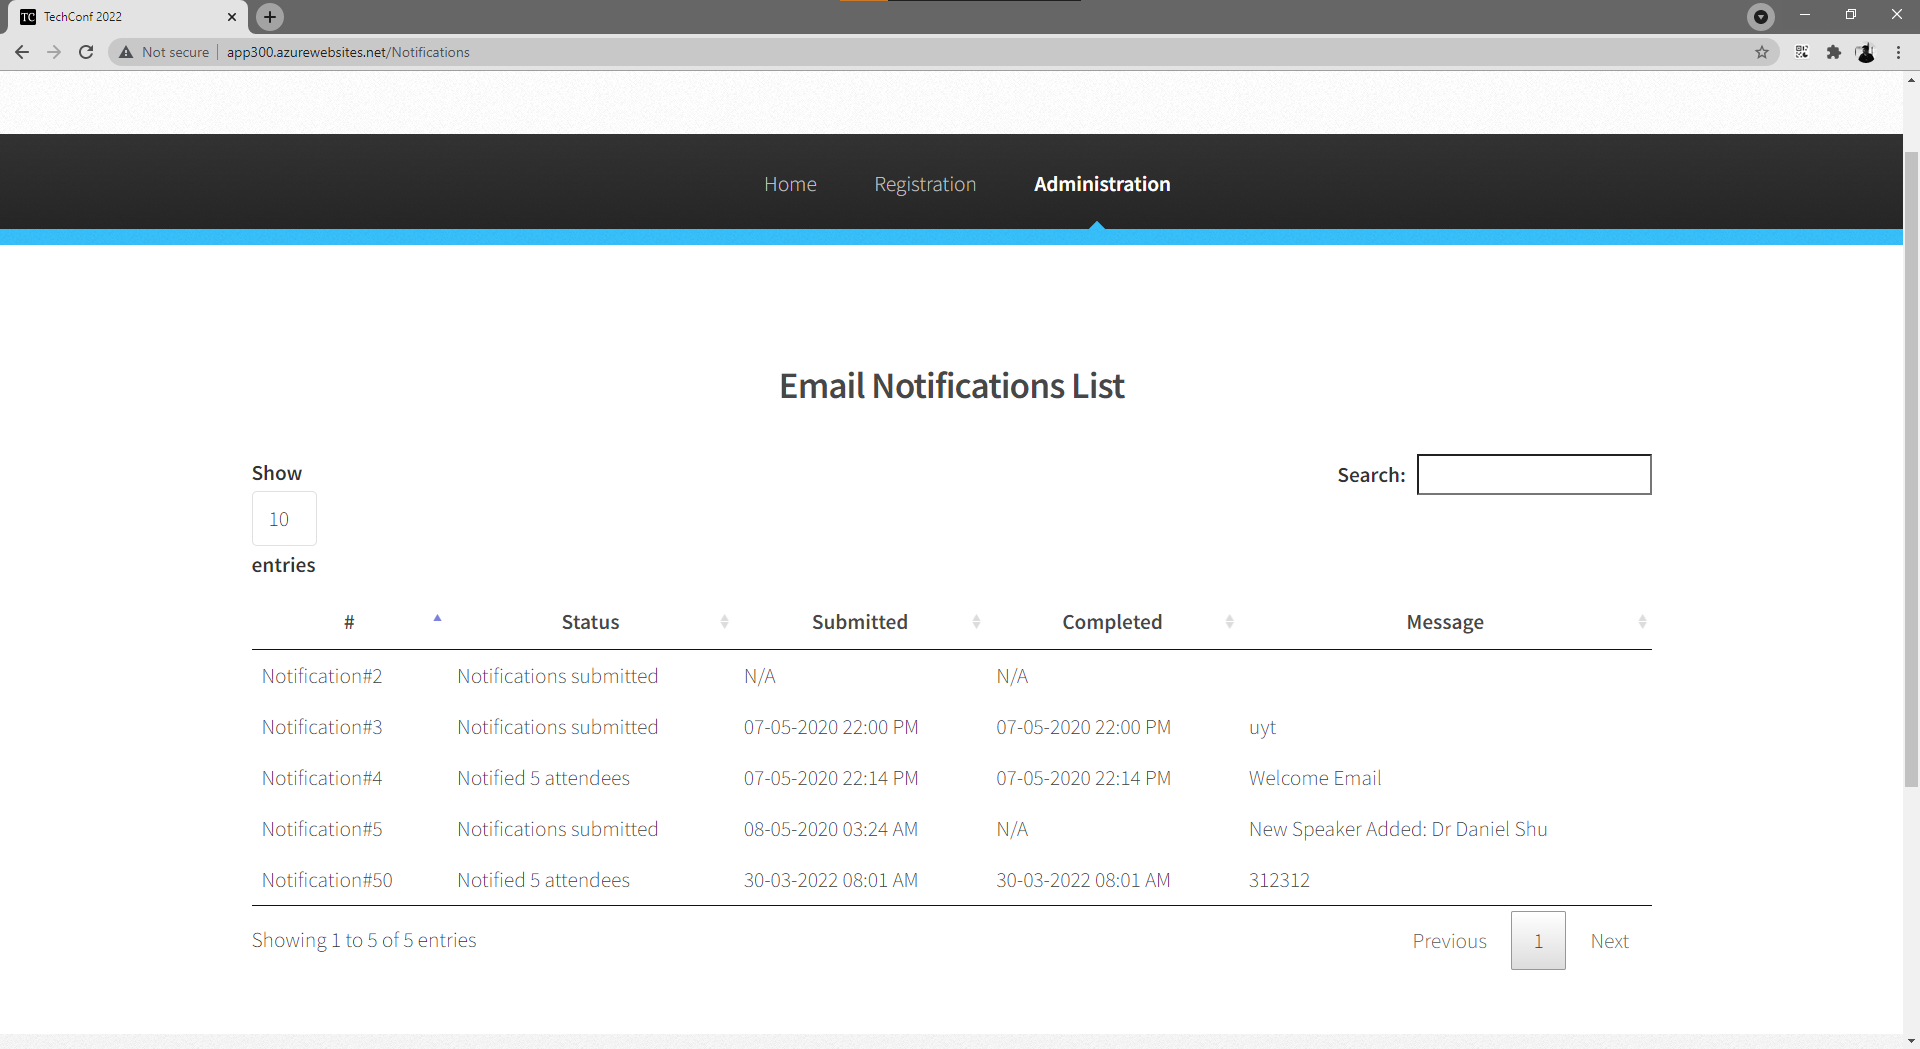 TC TechConf 2022
Not secure app300.azurewebsites.net/Notifications
Home Registration Administration
Email Notifications List
Show
Search:
10
entries
# Status Submitted Completed Message
Notification#2 Notifications submitted N/A N/A
Notification#3 Notifications submitted 07-05-2020 22:00 PM 07-05-2020 22:00 PM uyt
Notification#4 Notified 5 attendees 07-05-2020 22:14 PM 07-05-2020 22:14 PM Welcome Email
Notification#5 Notifications submitted 08-05-2020 03:24 AM N/A New Speaker Added: Dr Daniel Shu
Notification#50 Notified 5 attendees 30-03-2022 08:01 AM 30-03-2022 08:01 AM 312312
Showing 1 to 5 of 5 entries Previous 1 Next